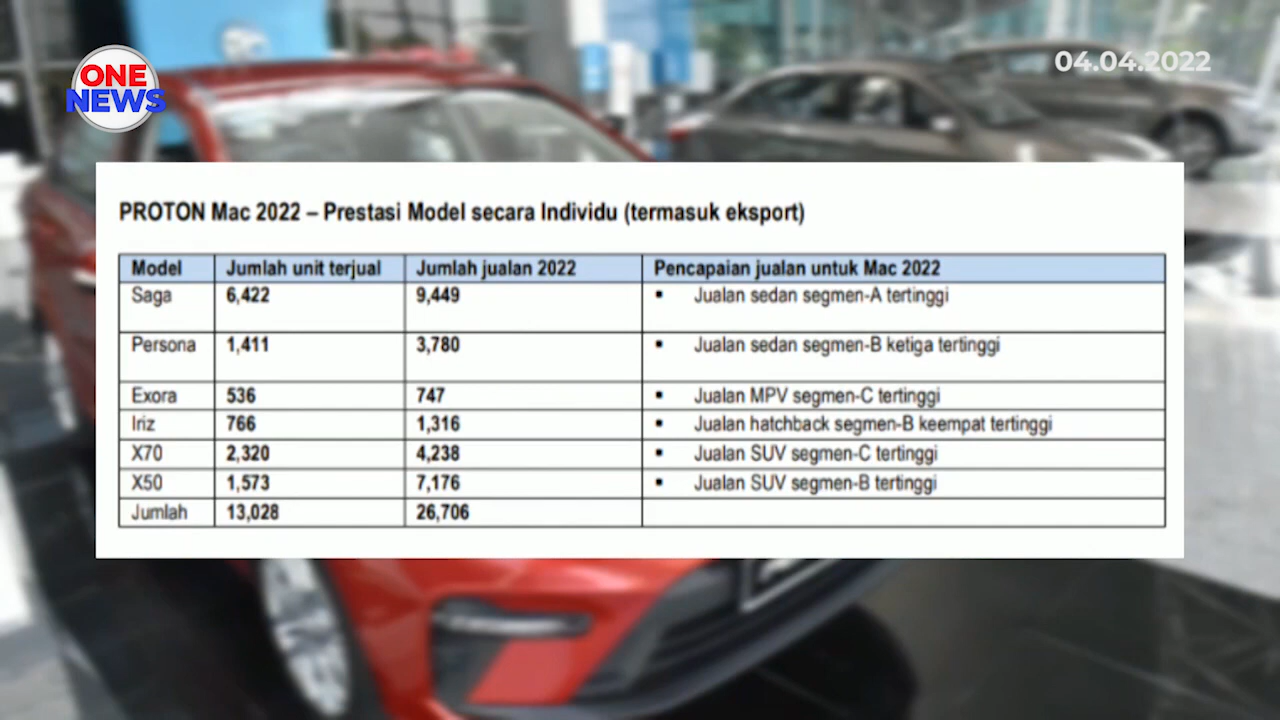 ONE
NEWS
04.04.2022
PROTON Mac 2022 – Prestasi Model secara Individu (termasuk eksport)
Model Jumlah unit terjual Jumlah jualan 2022 Pencapaian jualan untuk Mac 2022
Saga 6,422 9,449 ▪ Jualan sedan segmen-A tertinggi
Persona 1,411 3,780 ▪ Jualan sedan segmen-B ketiga tertinggi
Exora 536 747 ▪ Jualan MPV segmen-C tertinggi
Iriz 766 1,316 ▪ Jualan hatchback segmen-B keempat tertinggi
X70 2,320 4,238 ▪ Jualan SUV segmen-C tertinggi
X50 1,573 7,176 ▪ Jualan SUV segmen-B tertinggi
Jumlah 13,028 26,706